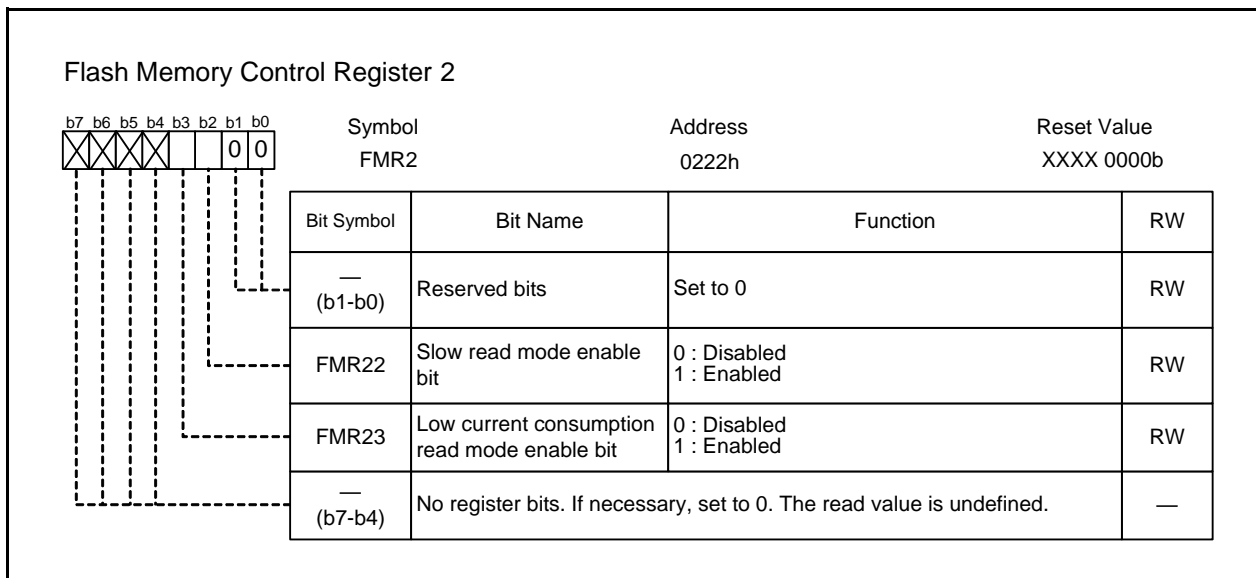 Flash Memory Control Register 2
b7 b6 b5 b4 b3 b2 b1 b0
0 0
Symbol Address Reset Value
FMR2 0222h XXXX 0000b
Bit Symbol Bit Name Function RW
—
(b1-b0) Reserved bits Set to 0 RW
FMR22 Slow read mode enable
bit 0 : Disabled
1 : Enabled RW
FMR23 Low current consumption
read mode enable bit 0 : Disabled
1 : Enabled RW
—
(b7-b4) No register bits. If necessary, set to 0. The read value is undefined. —